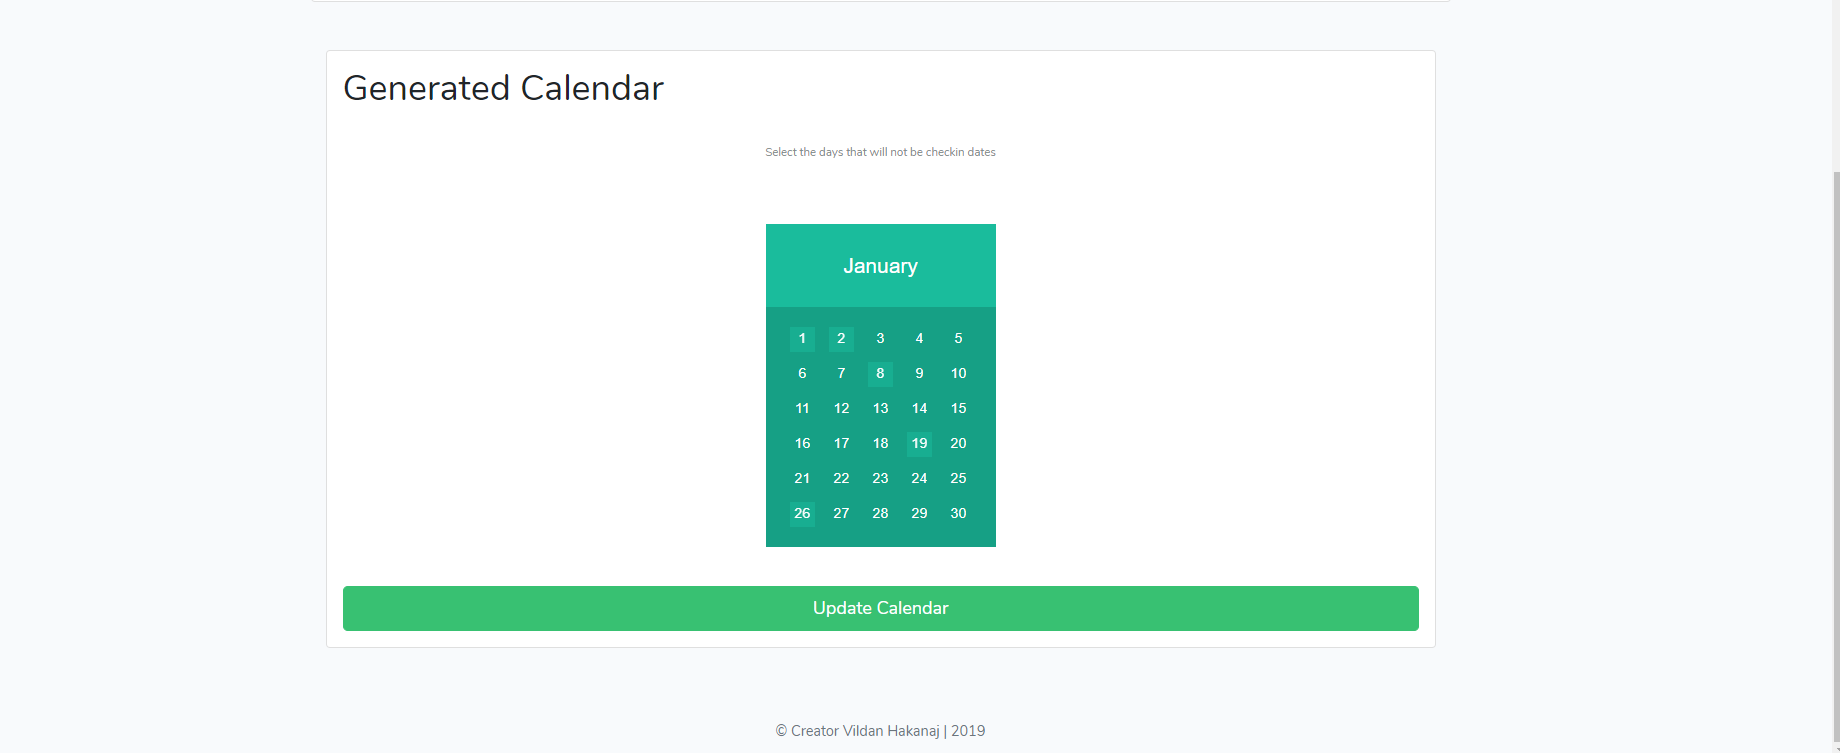 Generated Calendar
Select the days that will not be checkin dates
January
1 2 3 4 5
6 7 8 9 10
11 12 13 14 15
16 17 18 19 20
21 22 23 24 25
26 27 28 29 30
Update Calendar
© Creator Vildan Hakanaj | 2019